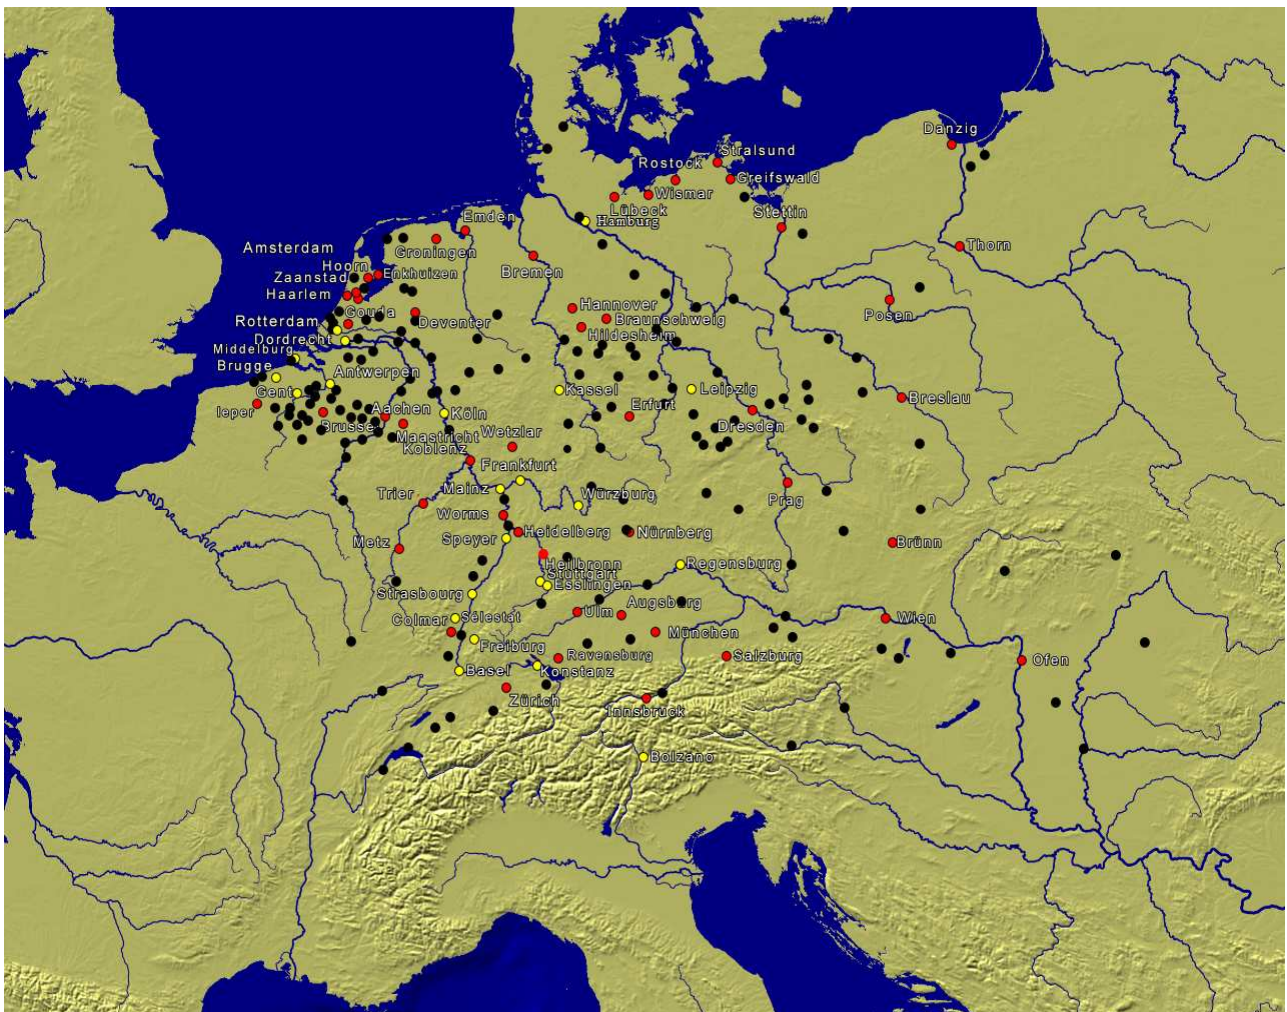 Danzig
Stralsund
Rostock
Greifswald
Wismar
Lübeck
Stettin
Hamburg
Emden
Amsterdam
Groningen
Thorn
Hoorn
Bremen
Enkhuizen
Zaanstad
Haarlem
Hannover
Posen
Gouda
Braunschweig
Rotterdam
Deventer
Hildesheim
Dordrecht
Middelburg
Brugge
Antwerpen
Gent
Kassel
Leipzig
Breslau
Ieper
Aachen
Köln
Erfurt
Brusse
Dresden
Maastricht
Wetzlar
Koblenz
Frankfurt
Mainz
Trier
Würzburg
Prag
Worms
Heidelberg
Nürnberg
Speyer
Metz
Brünn
Heilbronn
Regensburg
Stuttgart
Esslingen
Strasbourg
Augsburg
Ulm
Colmar
Sélestat
Wien
München
Freiburg
Ravensburg
Salzburg
Ofen
Basel
Konstanz
Zürich
Innsbruck
Bolzano